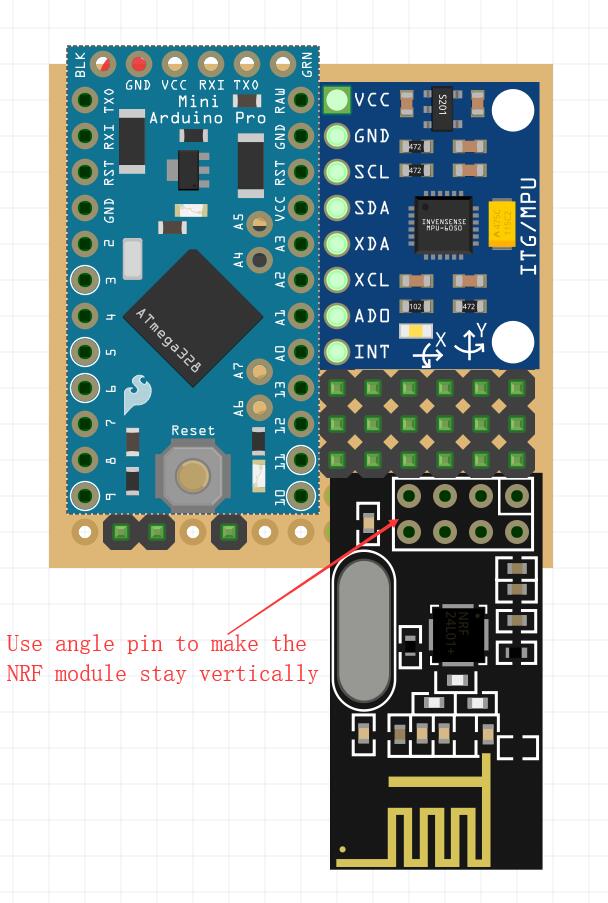 BLK
GRN
GND VCC RXI TXO
Mini
Arduino Pro
TXO
RXI
RST
GND
2
3
4
5
6
7
8
9
RAW
GND
RST
VCC
A3
A2
A1
A0
13
12
11
10
A5
A4
A7
A6
ATmega328
Reset
VCC
GND
SCL
SDA
XDA
XCL
ADO
INT
S201
472
472
INVENSENSE
MPU-6050
475C
115C2
102
472
ITG/MPU
X
Y
NRF
24L01+
Use angle pin to make the
NRF module stay vertically